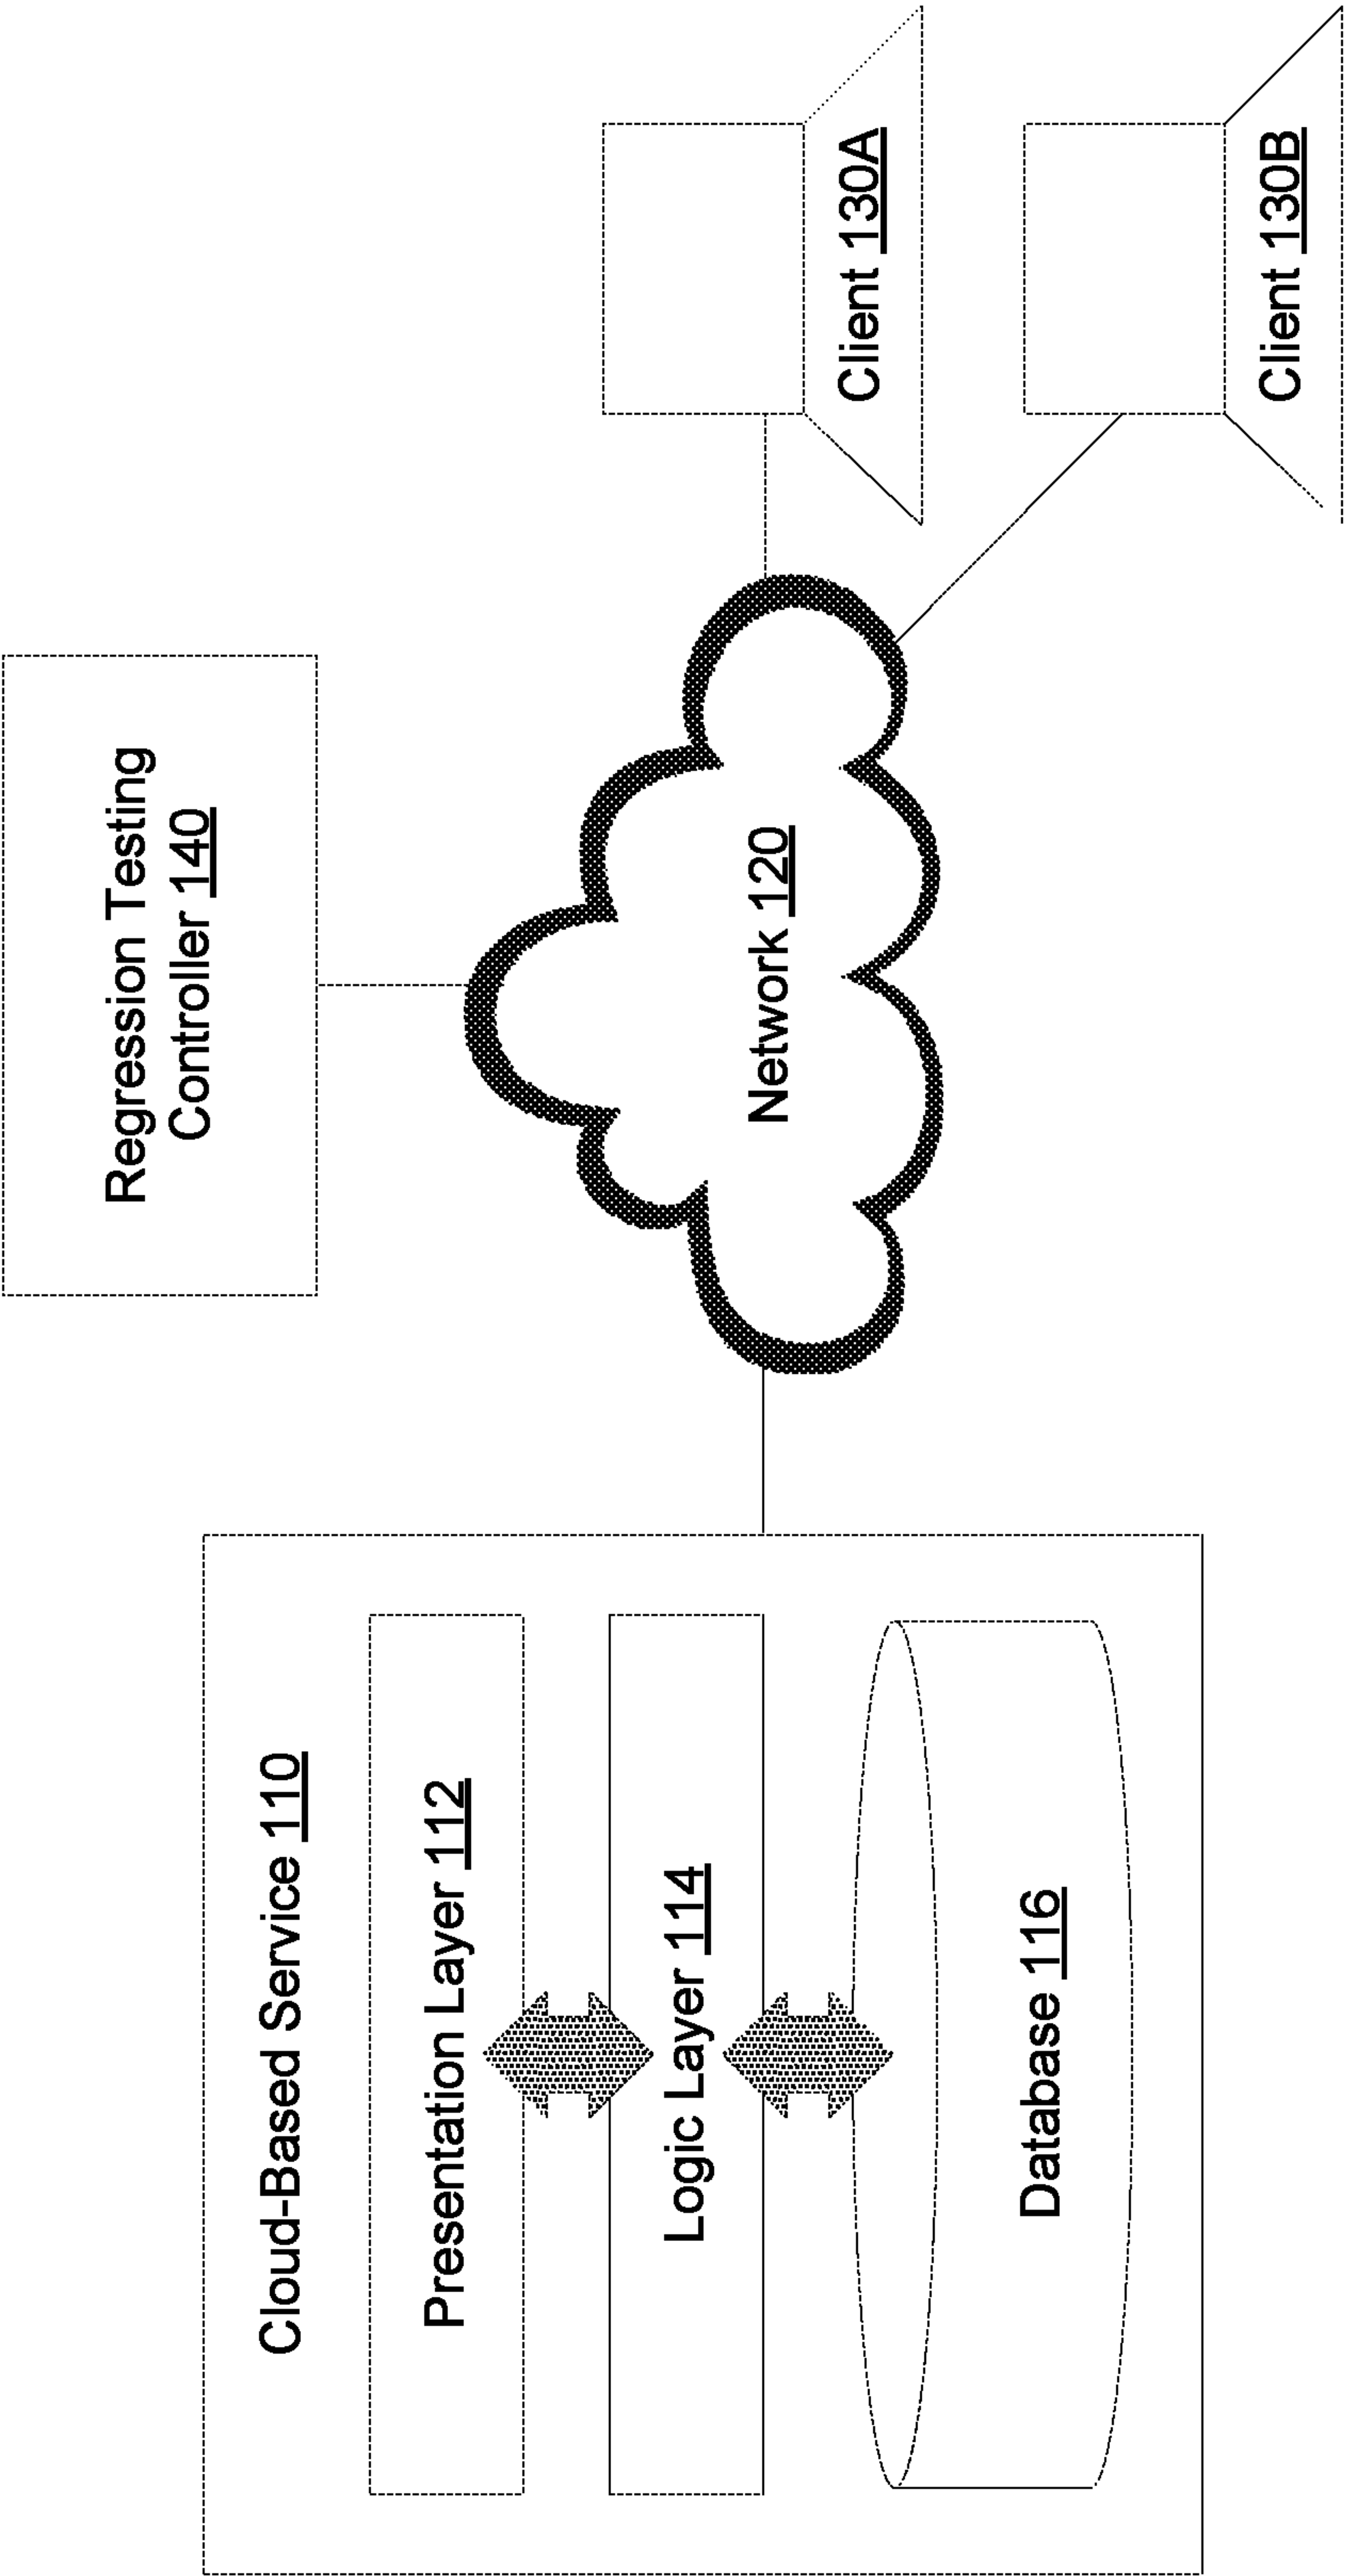 Cloud-Based Service 110
Presentation Layer 112
Logic Layer 114
Database 116
Regression Testing
Controller 140
Network 120
Client 130A
Client 130B